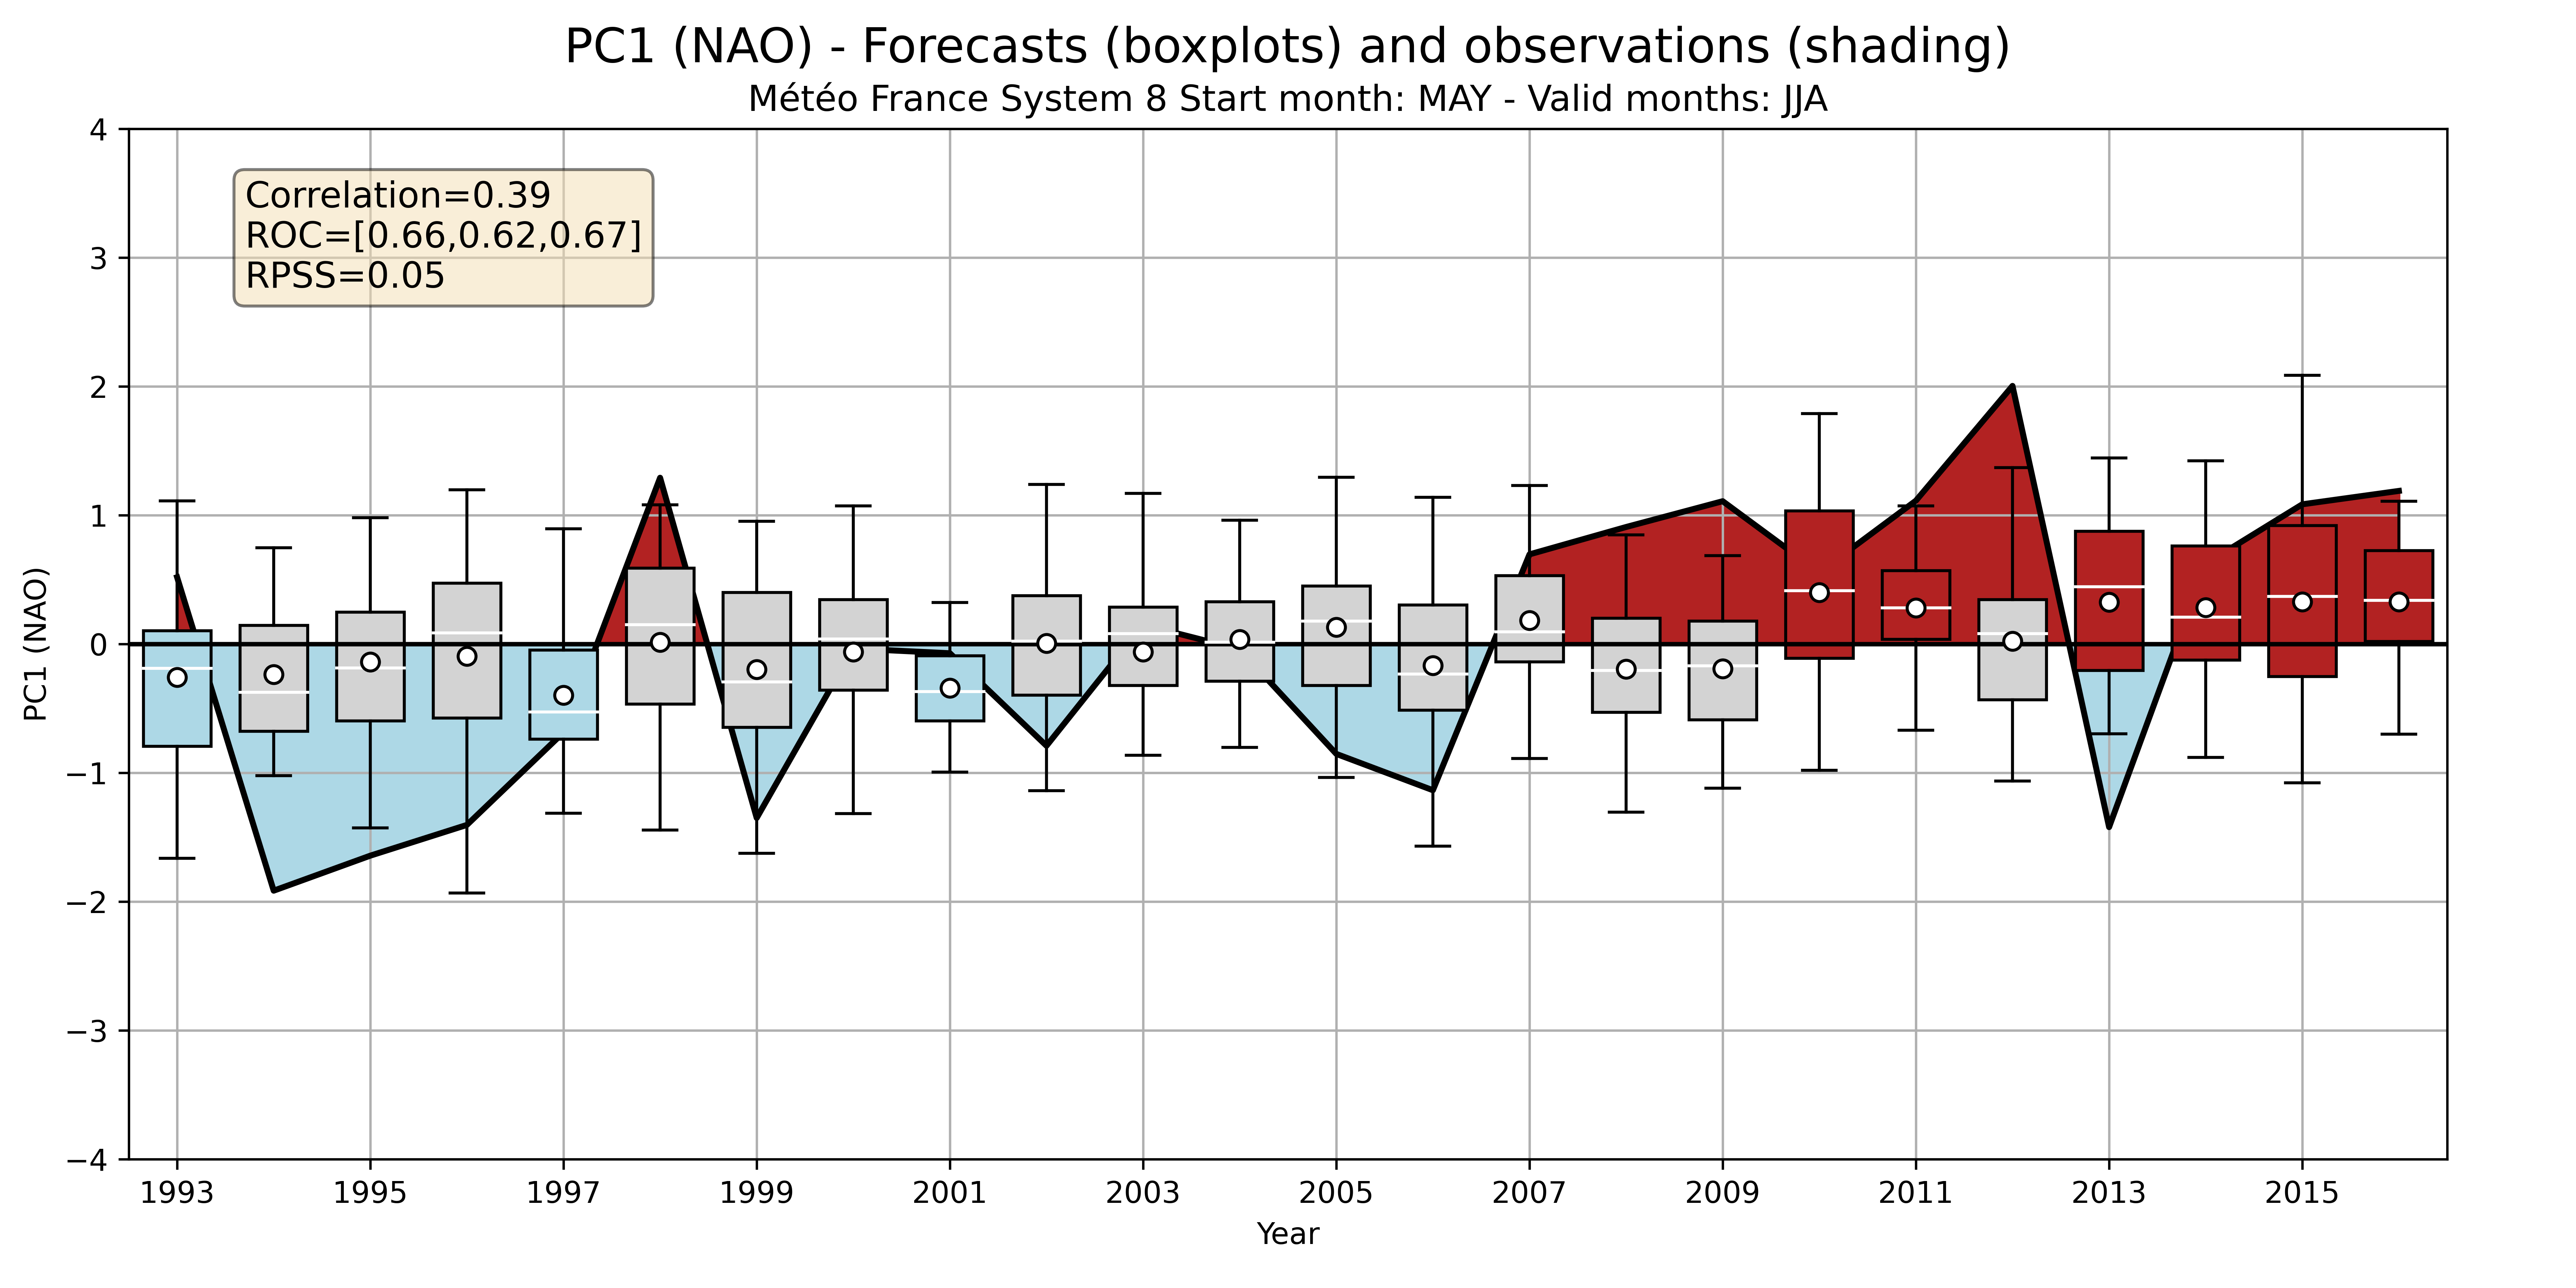 PC1 (NAO) - Forecasts (boxplots) and observations (shading)
Météo France System 8 Start month: MAY - Valid months: JJA
Correlation=0.39
ROC=[0.66,0.62,0.67]
RPSS=0.05
PC1 (NAO)
4
3
2
1
0
−1
−2
−3
−4
1993 1995 1997 1999 2001 2003 2005 2007 2009 2011 2013 2015
Year